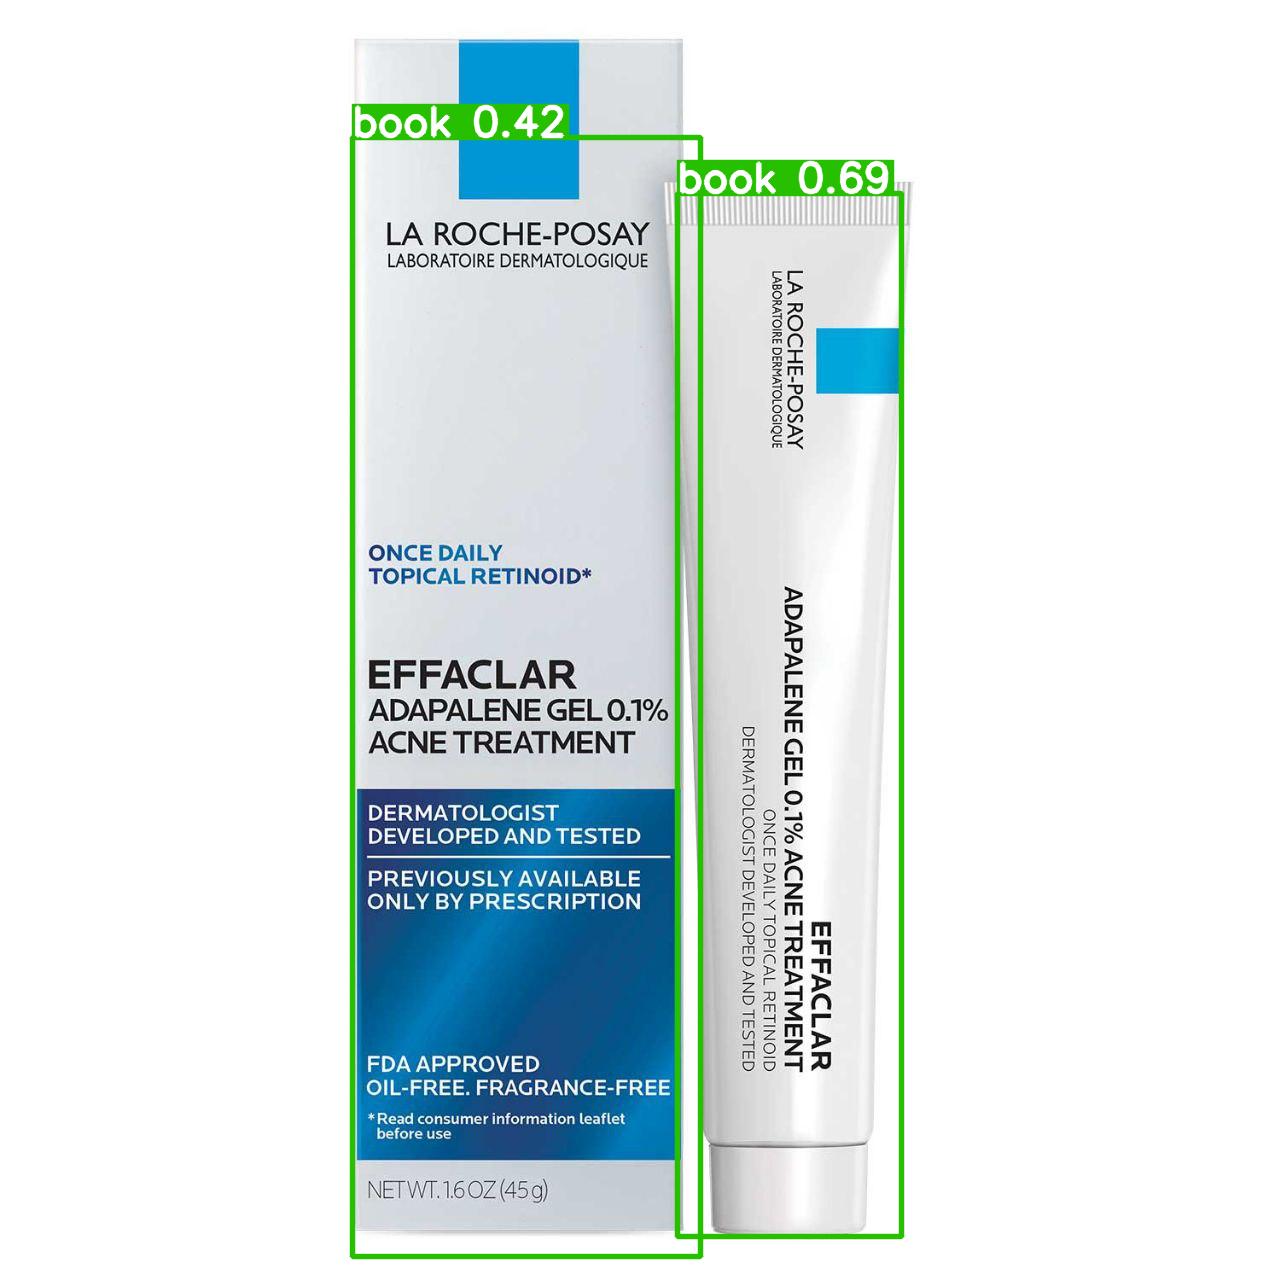 book 0.42
LA ROCHE-POSAY
LABORATOIRE DERMATOLOGIQUE
ONCE DAILY
TOPICAL RETINOID*
EFFACLAR
ADAPALENE GEL 0.1%
ACNE TREATMENT
DERMATOLOGIST
DEVELOPED AND TESTED
PREVIOUSLY AVAILABLE
ONLY BY PRESCRIPTION
FDA APPROVED
OIL-FREE. FRAGRANCE-FREE
*Read consumer information leaflet
before use
NET WT. 1.6 OZ (45 g)
book 0.69
LA ROCHE-POSAY
LABORATOIRE DERMATOLOGIQUE
EFFACLAR
ADAPALENE GEL 0.1% ACNE TREATMENT
ONCE DAILY TOPICAL RETINOID
DERMATOLOGIST DEVELOPED AND TESTED